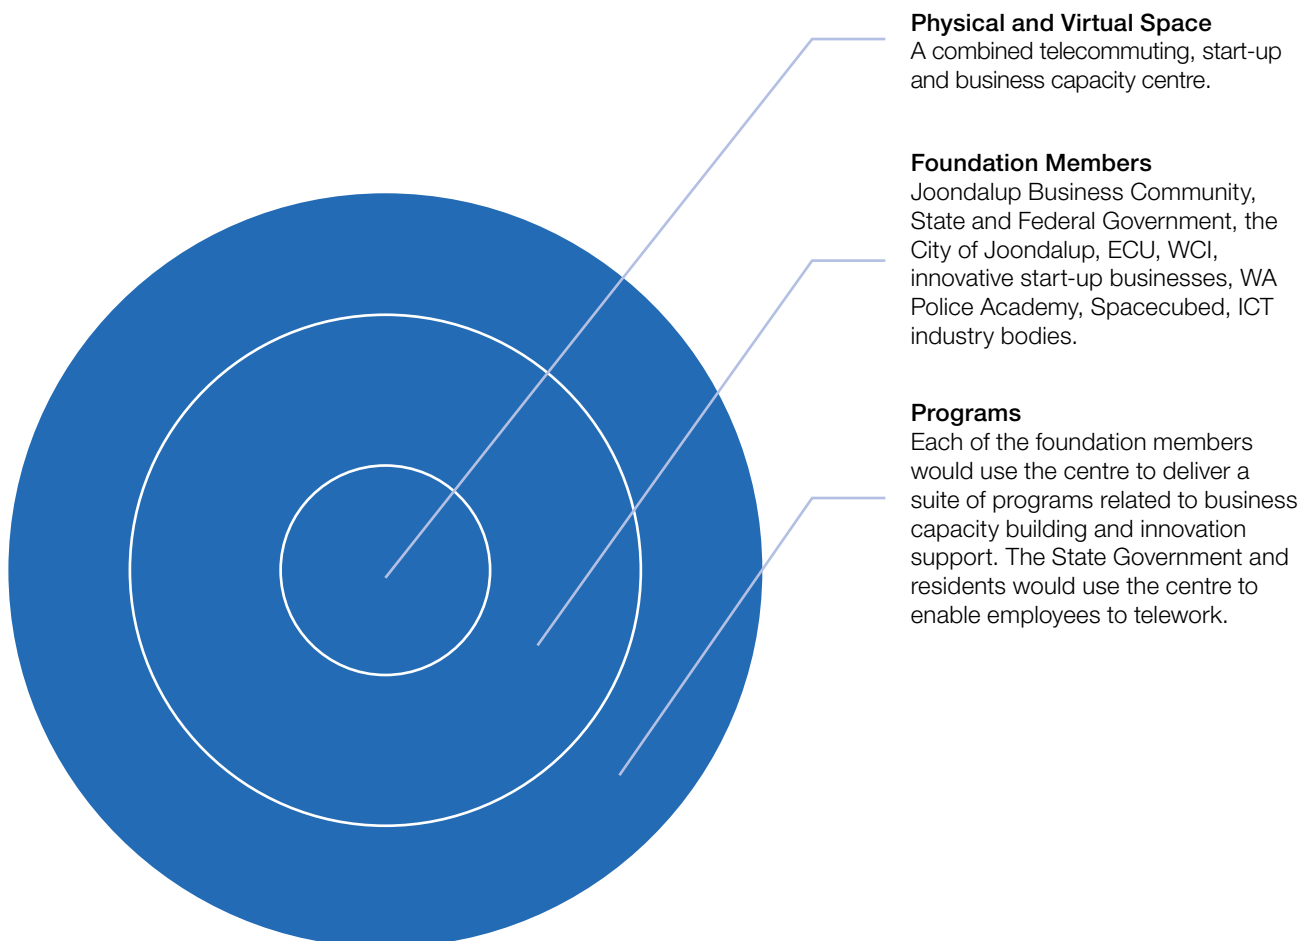 Physical and Virtual Space
A combined telecommuting, start-up
and business capacity centre.
Foundation Members
Joondalup Business Community,
State and Federal Government, the
City of Joondalup, ECU, WCI,
innovative start-up businesses, WA
Police Academy, Spacecubed, ICT
industry bodies.
Programs
Each of the foundation members
would use the centre to deliver a
suite of programs related to business
capacity building and innovation
support. The State Government and
residents would use the centre to
enable employees to telework.